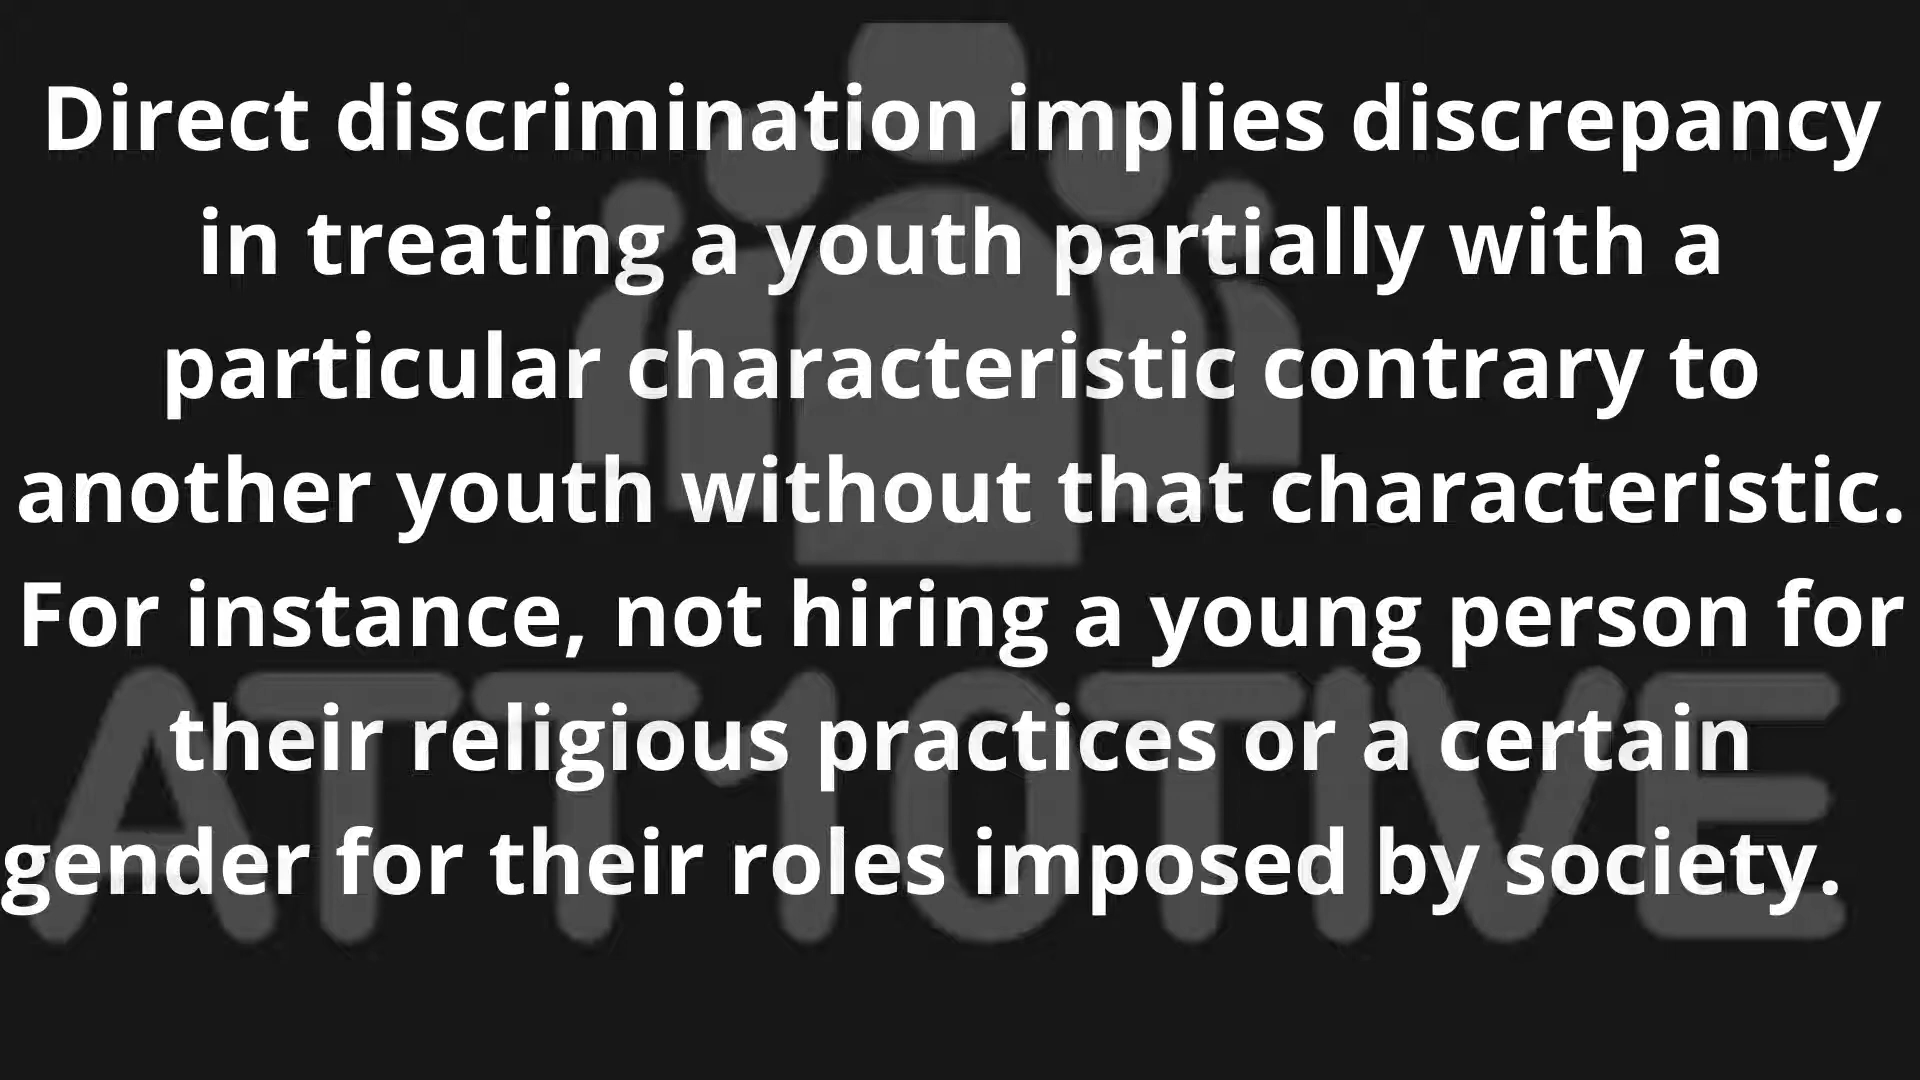 Direct discrimination implies discrepancy
in treating a youth partially with a
particular characteristic contrary to
another youth without that characteristic.
For instance, not hiring a young person for
their religious practices or a certain
gender for their roles imposed by society.
ATT10TIVE